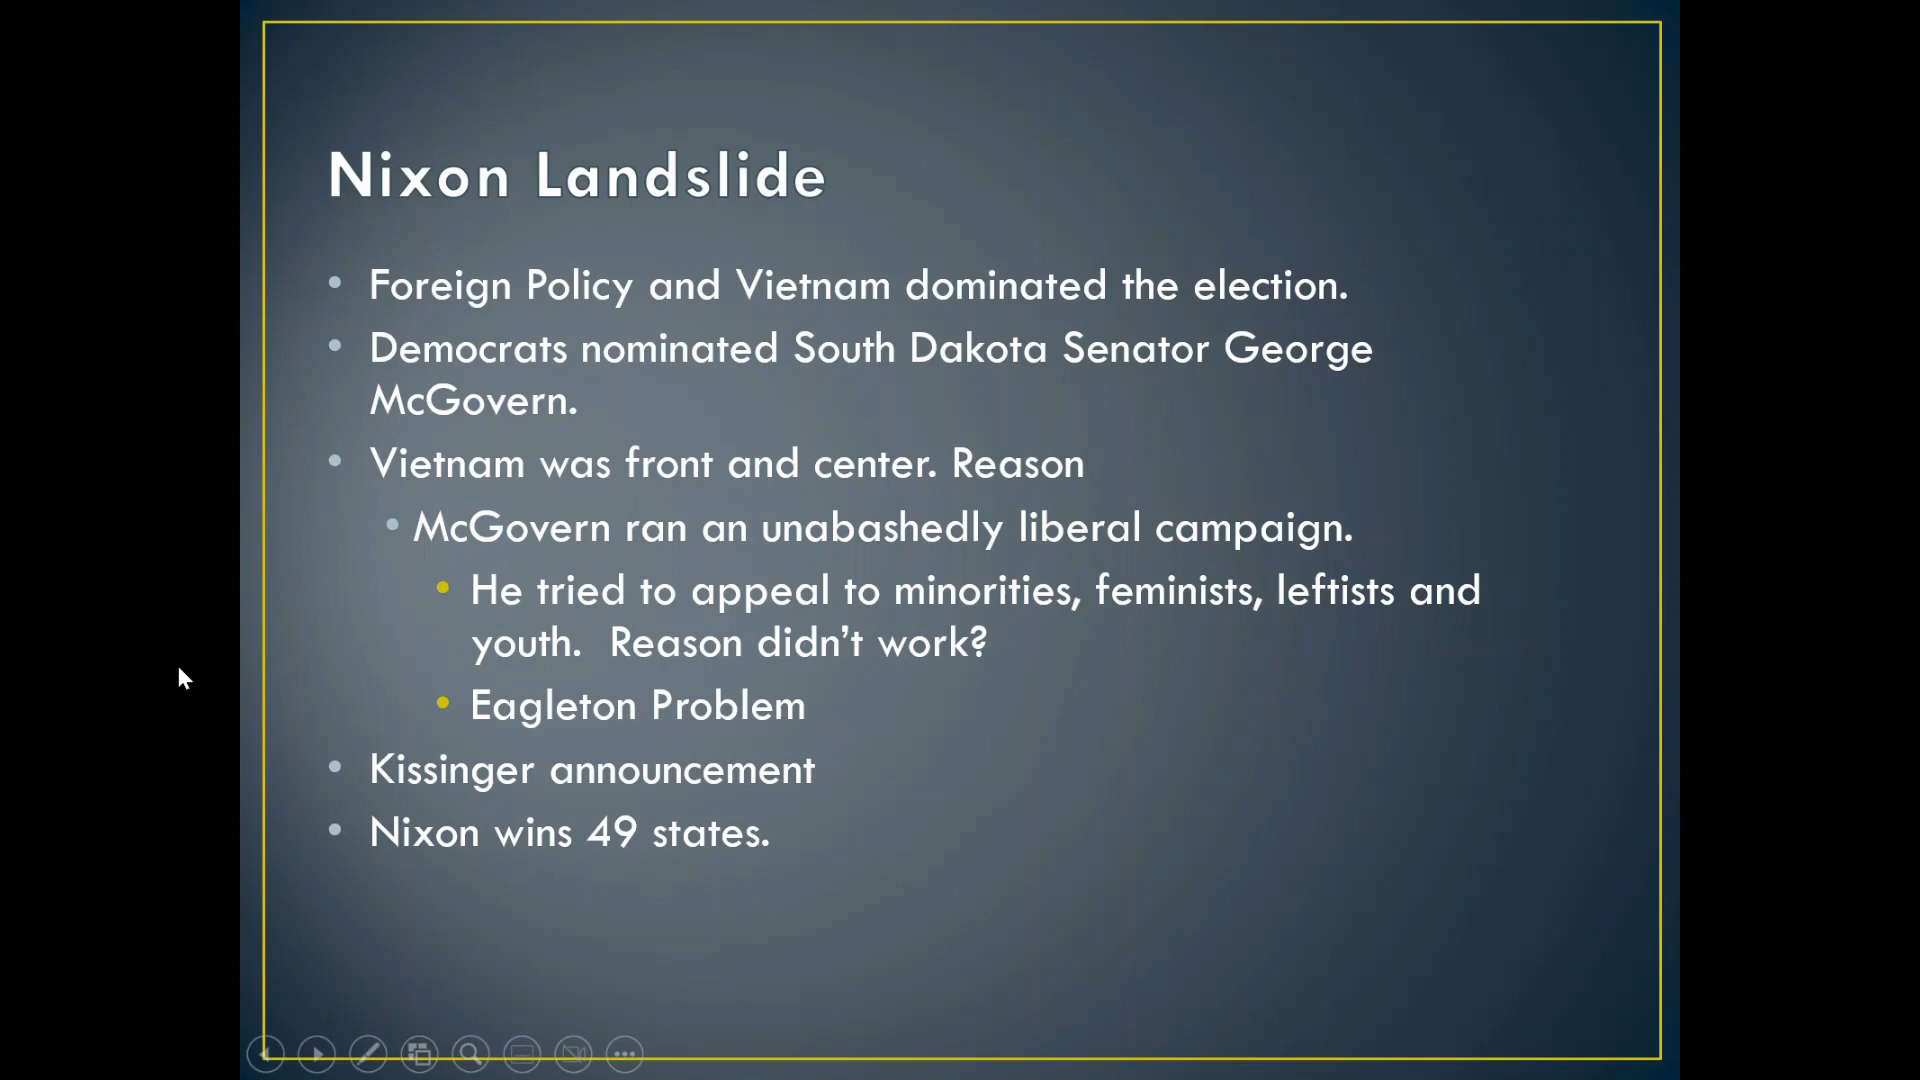 Nixon Landslide
• Foreign Policy and Vietnam dominated the election.
• Democrats nominated South Dakota Senator George
McGovern.
• Vietnam was front and center. Reason
• McGovern ran an unabashedly liberal campaign.
• He tried to appeal to minorities, feminists, leftists and
youth.  Reason didn’t work?
• Eagleton Problem
• Kissinger announcement
• Nixon wins 49 states.